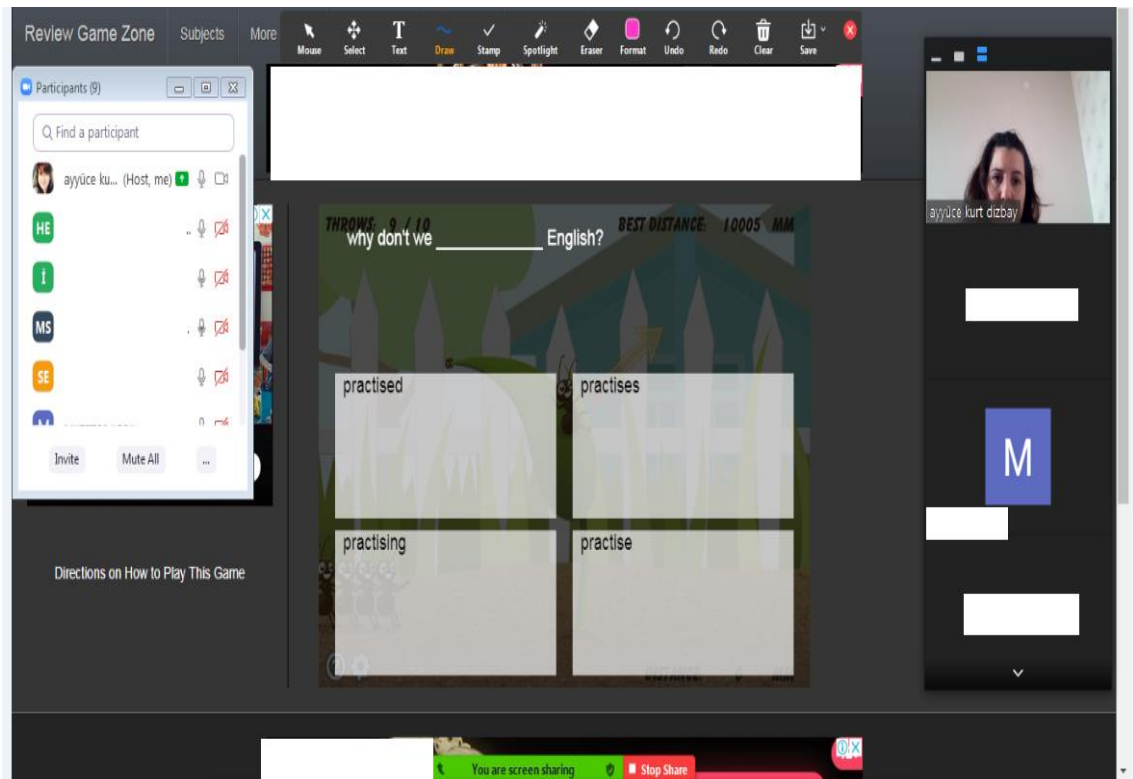 Review Game Zone Subjects More
Mouse Select Text Draw Stamp Spotlight Eraser Format Undo Redo Clear Save
Participants (9)
Find a participant
ayyüce ku... (Host, me)
HE
İ
MS
SE
Invite Mute All ...
THROWS: 9 / 10 BEST DISTANCE: 10005 MM
why don't we ____________ English?
practised practises
practising practise
DISTANCE: 0 MM
Directions on How to Play This Game
ayyüce kurt dizbay
M
You are screen sharing Stop Share